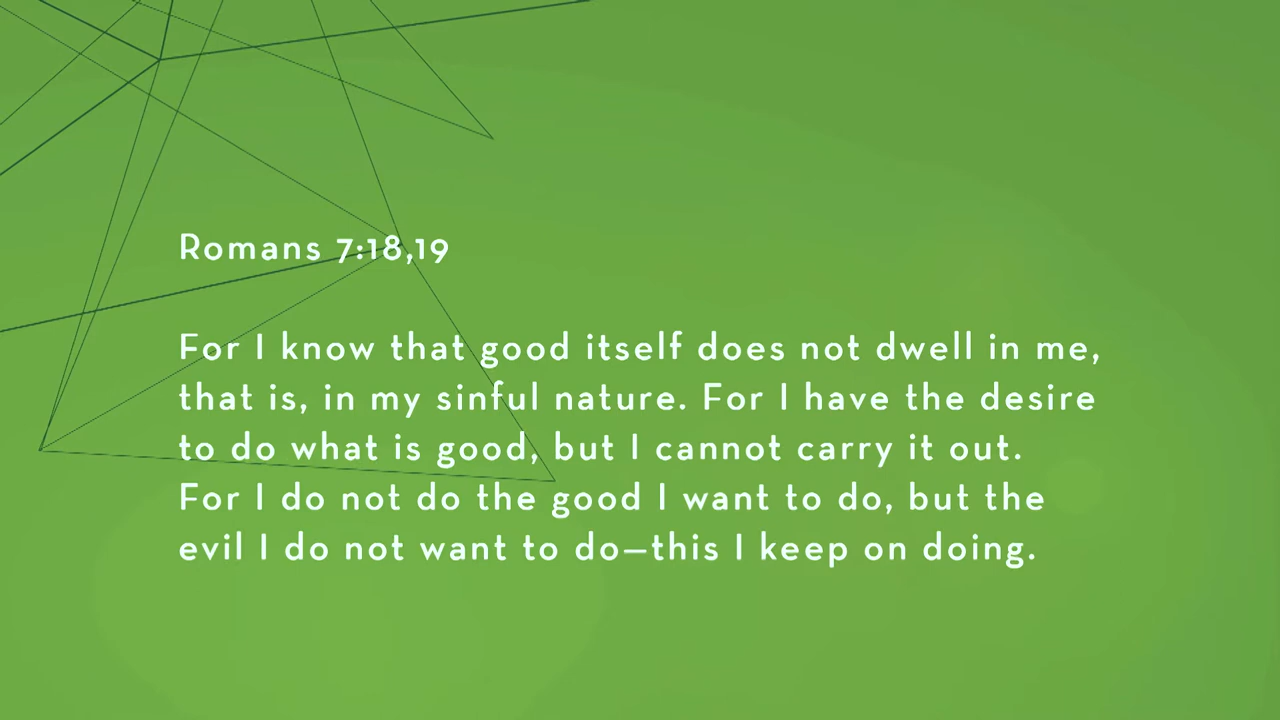 Romans 7:18,19
For I know that good itself does not dwell in me,
that is, in my sinful nature. For I have the desire
to do what is good, but I cannot carry it out.
For I do not do the good I want to do, but the
evil I do not want to do—this I keep on doing.